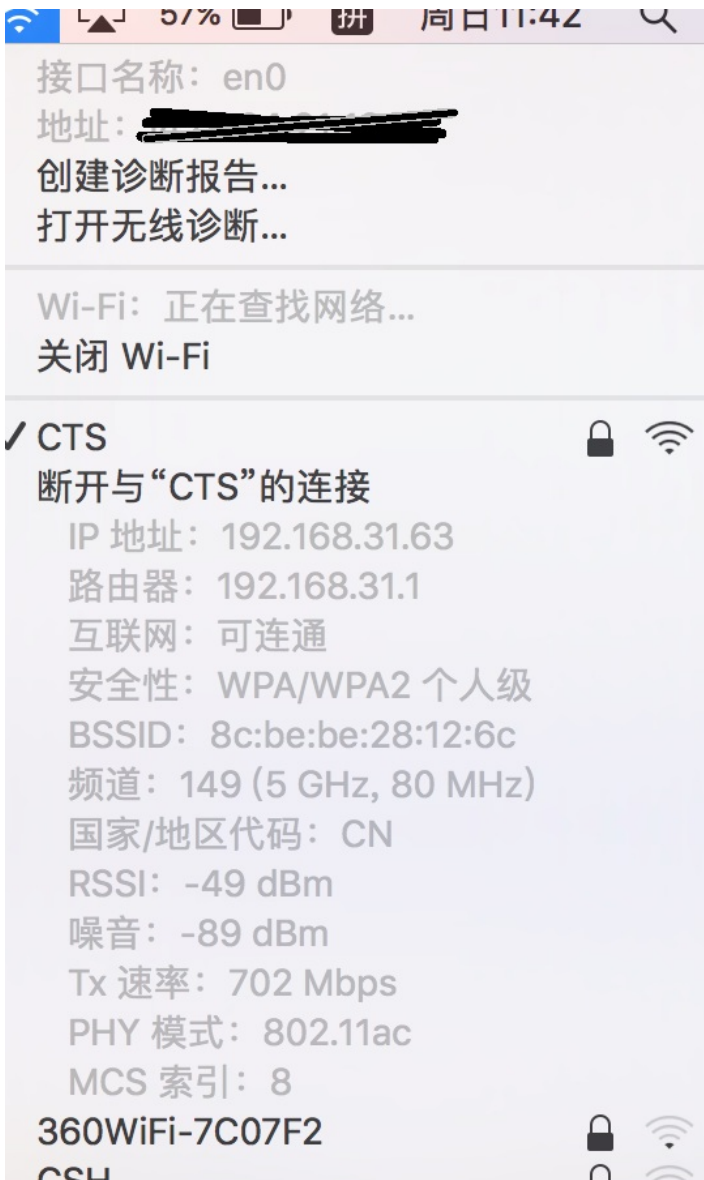 57% 拼 周日11:42
接口名称：en0
地址：
创建诊断报告...
打开无线诊断...
Wi-Fi：正在查找网络...
关闭 Wi-Fi
✓ CTS
断开与“CTS”的连接
IP 地址：192.168.31.63
路由器：192.168.31.1
互联网：可连通
安全性：WPA/WPA2 个人级
BSSID：8c:be:be:28:12:6c
频道：149 (5 GHz, 80 MHz)
国家/地区代码：CN
RSSI：-49 dBm
噪音：-89 dBm
Tx 速率：702 Mbps
PHY 模式：802.11ac
MCS 索引：8
360WiFi-7C07F2
CSH